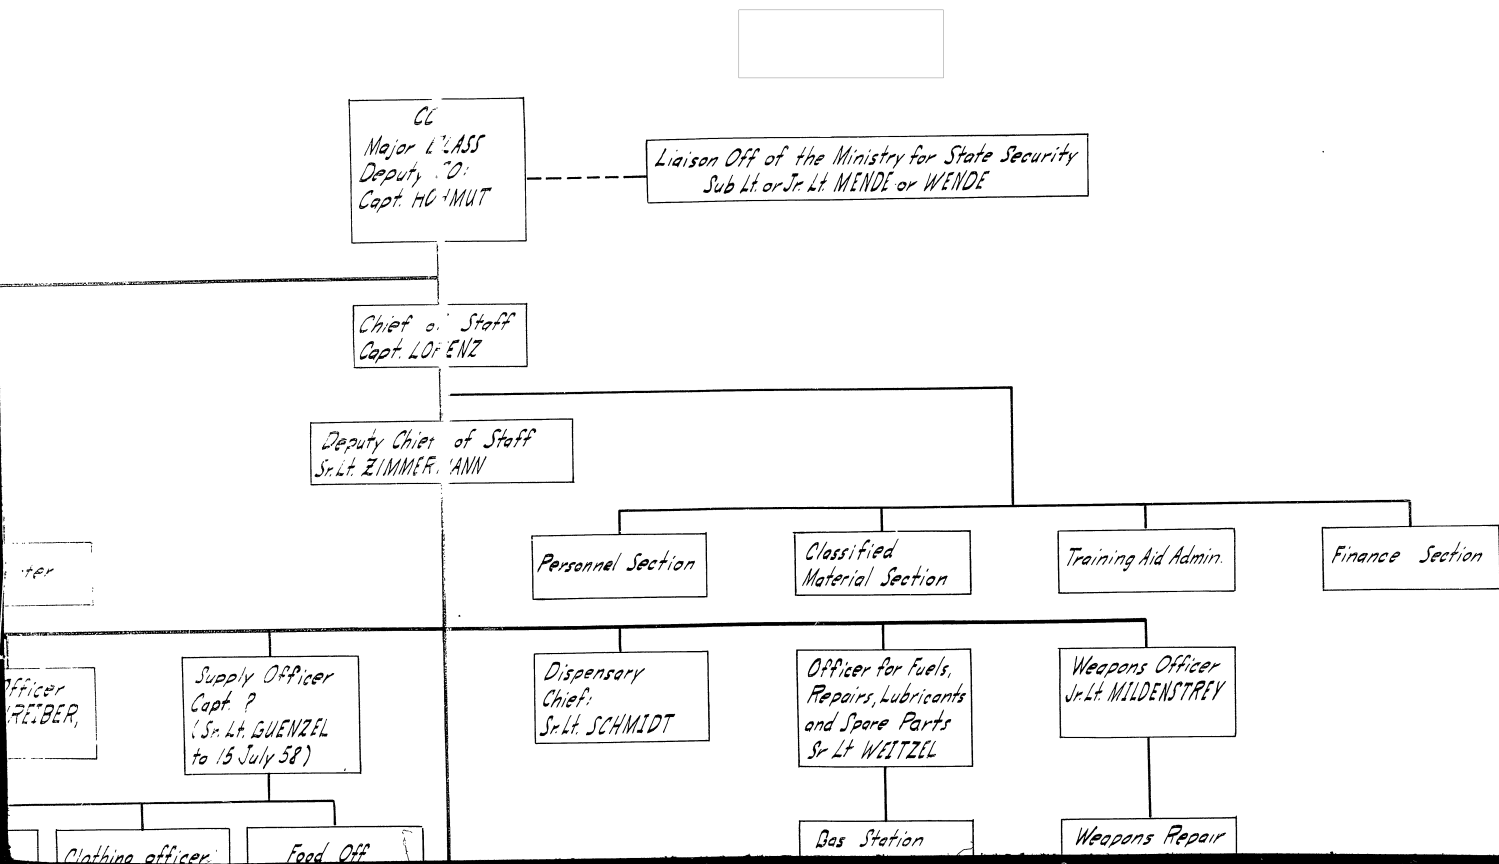 CO
Major
Deputy CO:
Capt.
Liaison Off of the Ministry for State Security
Sub Lt. or Jr. Lt. MENDE or WENDE
Chief of Staff
Capt. LORENZ
Deputy Chief of Staff
Sr. Lt. ZIMMERMANN
Personnel Section
Classified
Material Section
Training Aid Admin.
Finance Section
Officer
REIBER,
Supply Officer
Capt. ?
(Sr. Lt. GUENZEL
to 15 July 58)
Dispensary
Chief:
Sr. Lt. SCHMIDT
Officer for Fuels,
Repairs, Lubricants
and Spare Parts
Sr Lt WEITZEL
Weapons Officer
Jr. Lt. MILDENSTREY
Clothing officer:
Food Off
Gas Station
Weapons Repair